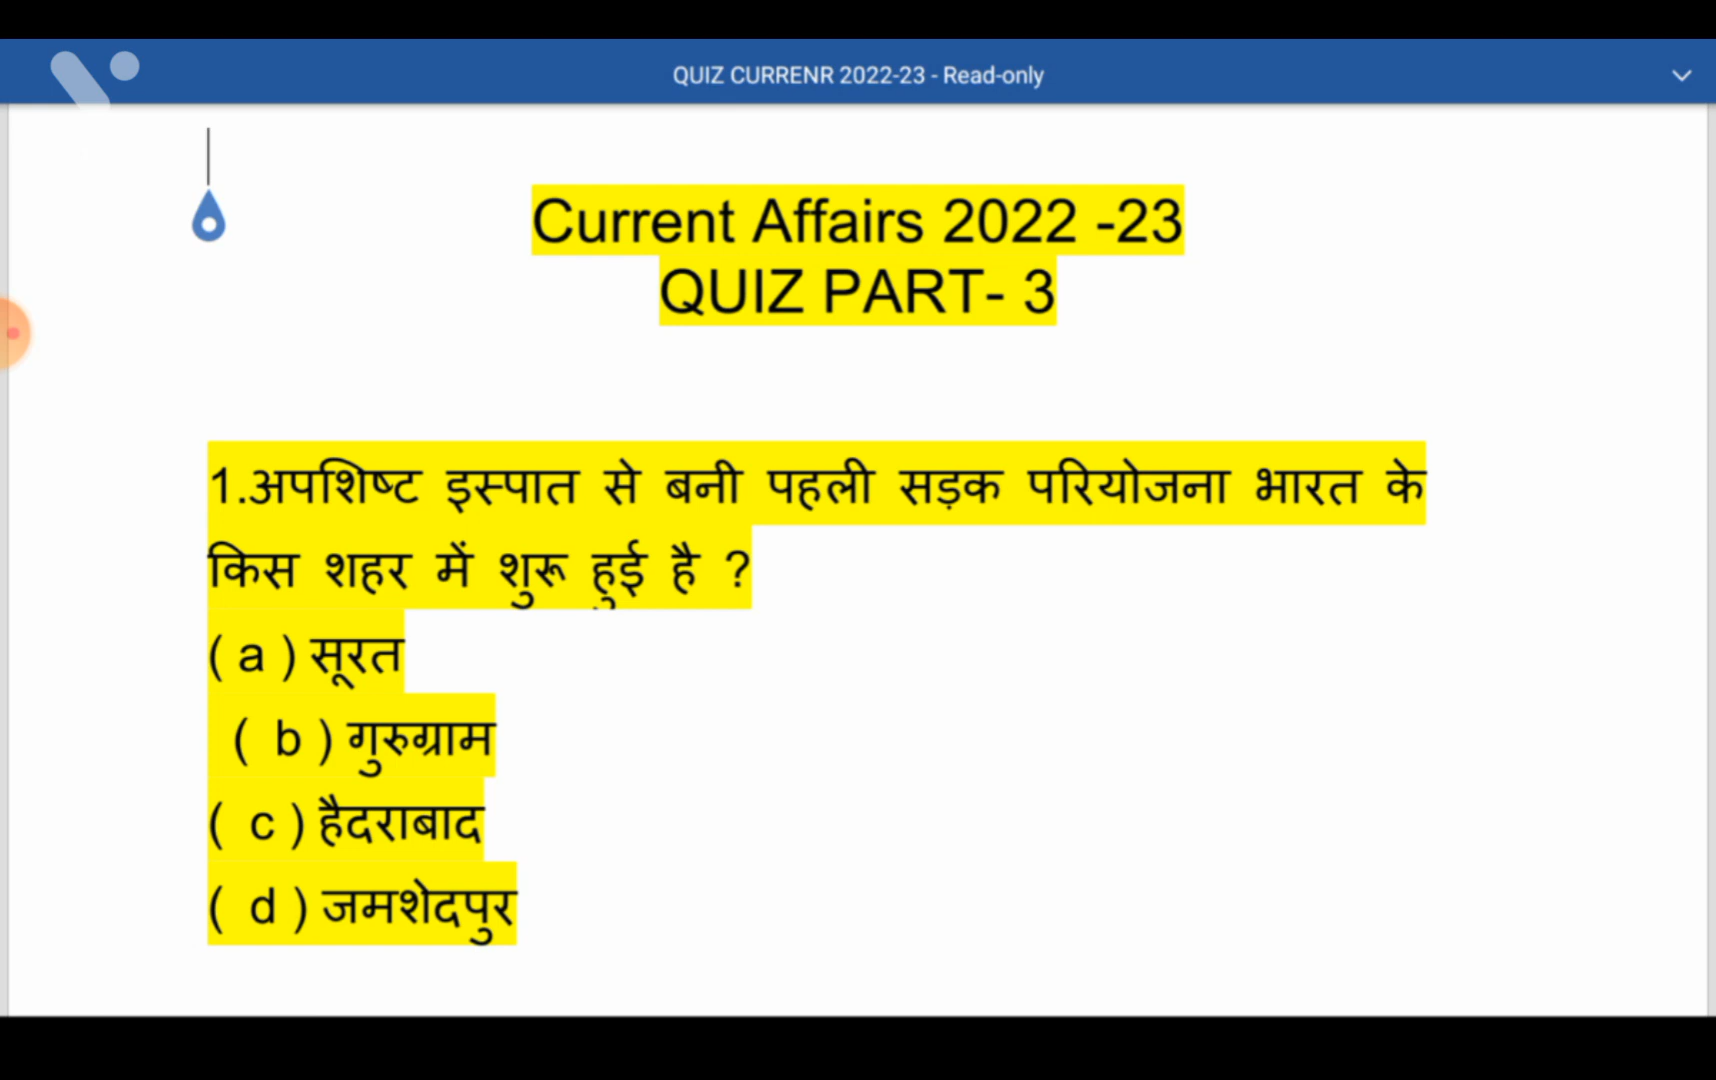 QUIZ CURRENR 2022-23 - Read-only
Current Affairs 2022 -23
QUIZ PART- 3
1.अपशिष्ट इस्पात से बनी पहली सड़क परियोजना भारत के
किस शहर में शुरू हुई है ?
( a ) सूरत
( b ) गुरुग्राम
( c ) हैदराबाद
( d ) जमशेदपुर